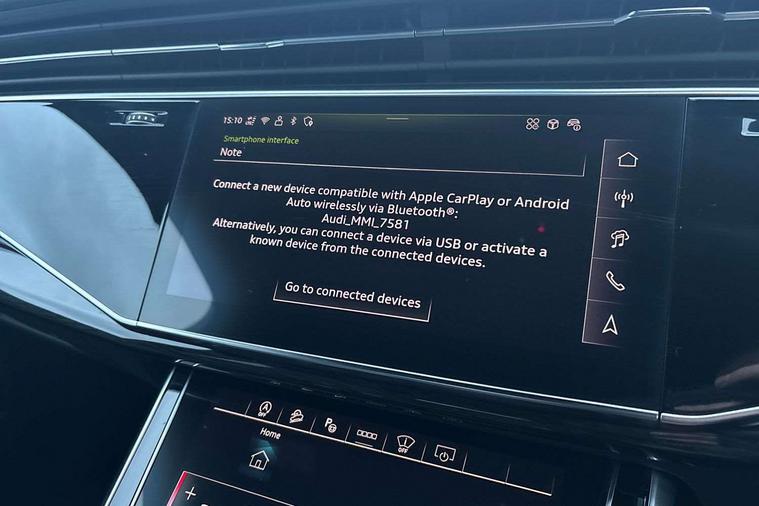 15:10
Smartphone interface
Note
Connect a new device compatible with Apple CarPlay or Android
Auto wirelessly via Bluetooth®:
Audi_MMI_7581
Alternatively, you can connect a device via USB or activate a
known device from the connected devices.
Go to connected devices
OFF
P
OFF
Home